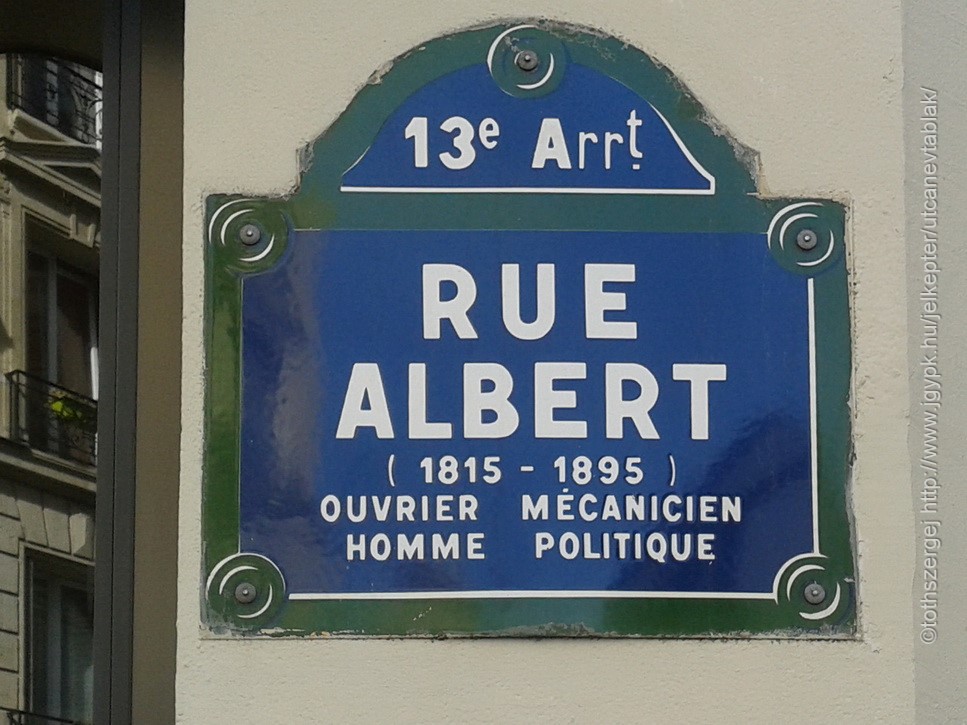 13e Arrt.
RUE
ALBERT
( 1815 - 1895 )
OUVRIER MÉCANICIEN
HOMME POLITIQUE
©tothszergej http://www.jgypk.hu/jelkepter/utcanevtablak/